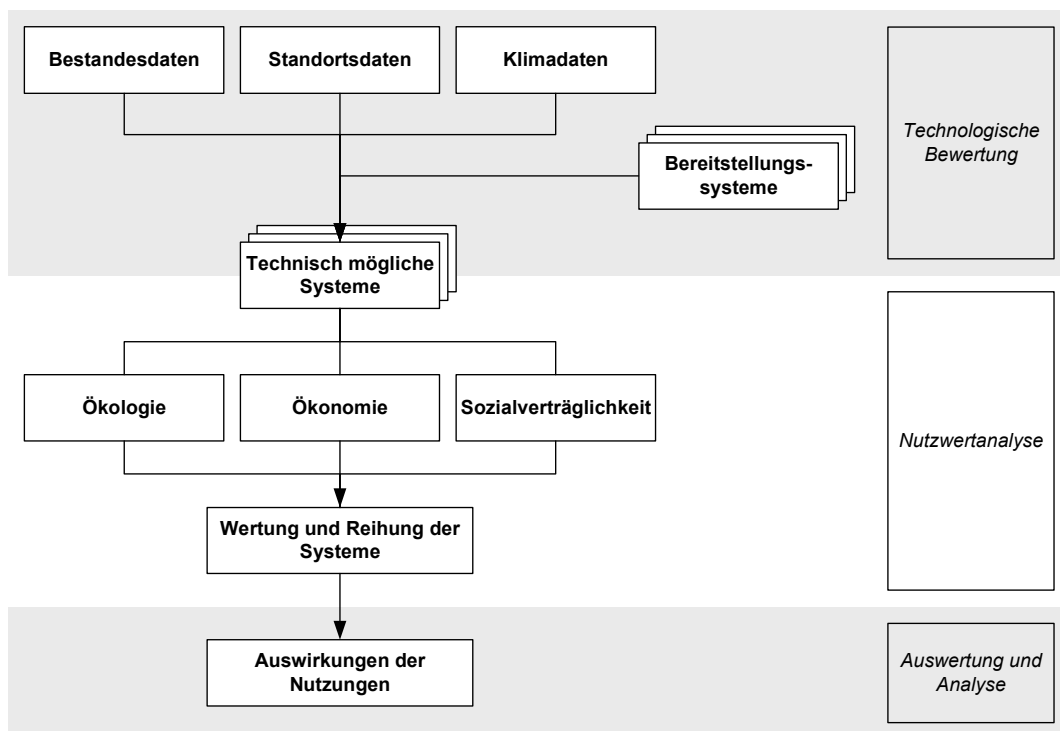 Bestandesdaten
Standortsdaten
Klimadaten
Technologische
Bewertung
Bereitstellungs-
systeme
Technisch mögliche
Systeme
Ökologie
Ökonomie
Sozialverträglichkeit
Nutzwertanalyse
Wertung und Reihung der
Systeme
Auswirkungen der
Nutzungen
Auswertung und
Analyse